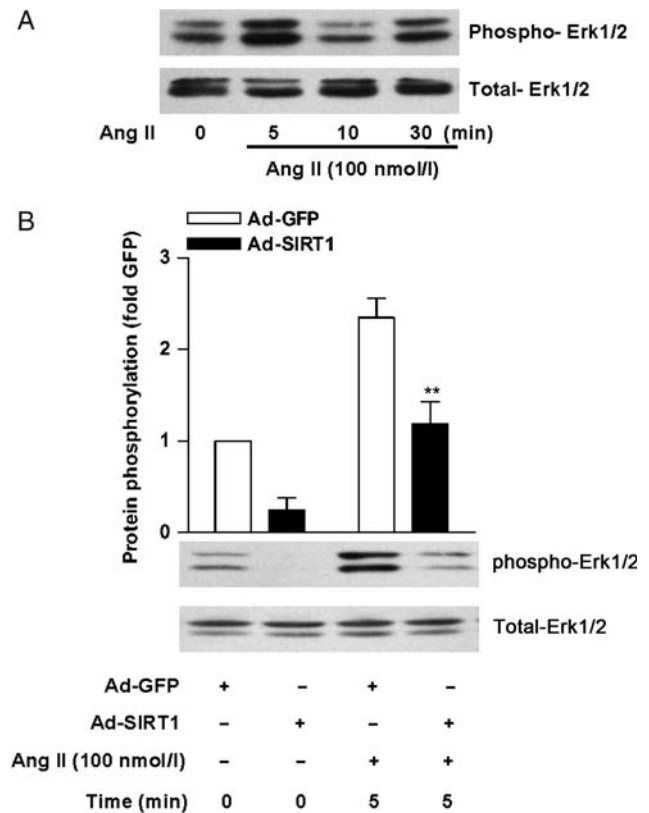 A
Phospho- Erk1/2
Total- Erk1/2
Ang II 0 5 10 30 (min)
Ang II (100 nmol/l)
B
Ad-GFP
Ad-SIRT1
Protein phosphorylation (fold GFP)
3
2
1
0
**
phospho-Erk1/2
Total-Erk1/2
Ad-GFP + – + –
Ad-SIRT1 – + – +
Ang II (100 nmol/l) – – + +
Time (min) 0 0 5 5